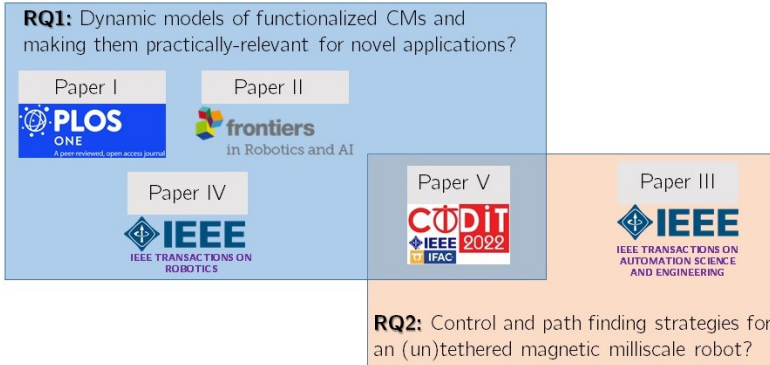 RQ1: Dynamic models of functionalized CMs and
making them practically-relevant for novel applications?
Paper I
PLOS
ONE
A peer-reviewed, open access journal
Paper II
frontiers
in Robotics and AI
Paper IV
IEEE
IEEE TRANSACTIONS ON
ROBOTICS
Paper V
CODIT
IEEE
IFAC
2022
Paper III
IEEE
IEEE TRANSACTIONS ON
AUTOMATION SCIENCE
AND ENGINEERING
RQ2: Control and path finding strategies for
an (un)tethered magnetic milliscale robot?